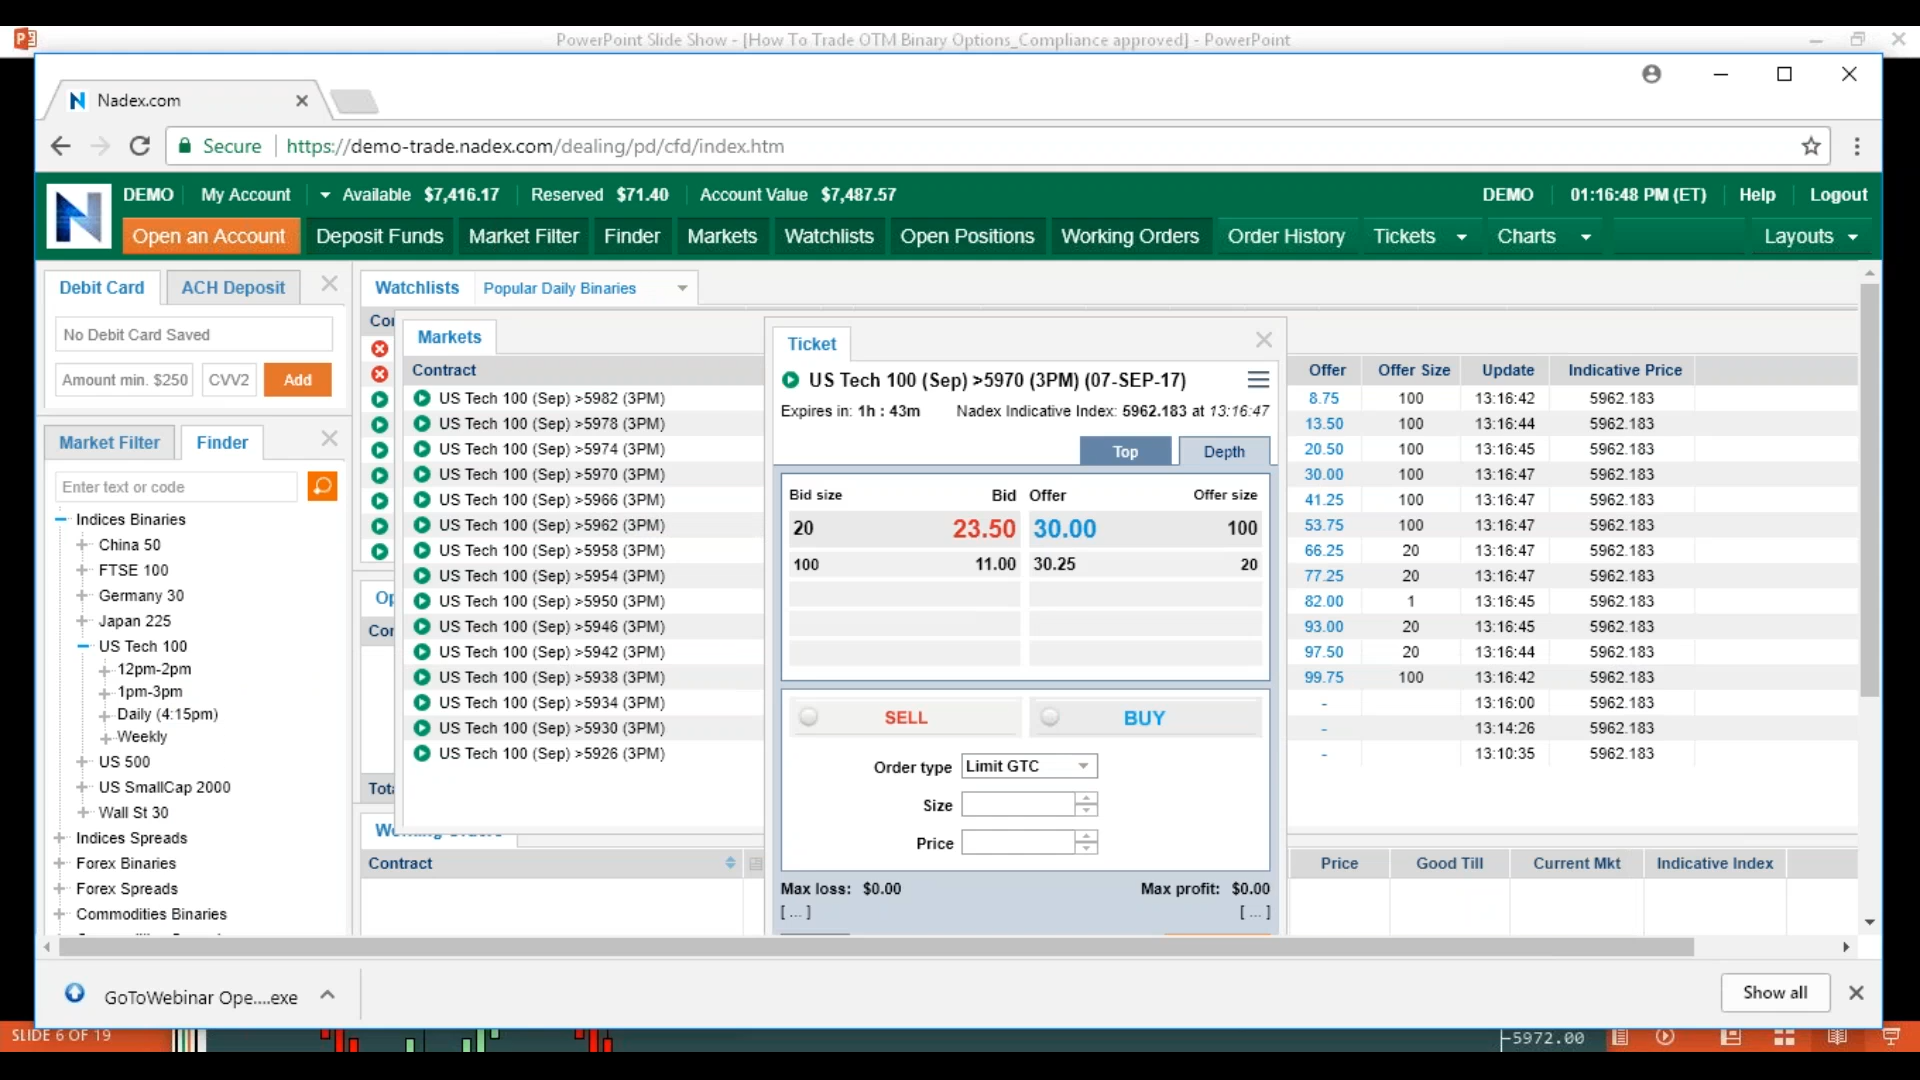 PowerPoint Slide Show - [How To Trade OTM Binary Options_Compliance approved] - PowerPoint
Nadex.com
Secure https://demo-trade.nadex.com/dealing/pd/cfd/index.htm
DEMO My Account Available $7,416.17 Reserved $71.40 Account Value $7,487.57 DEMO 01:16:48 PM (ET) Help Logout
Open an Account Deposit Funds Market Filter Finder Markets Watchlists Open Positions Working Orders Order History Tickets Charts Layouts
Debit Card ACH Deposit
No Debit Card Saved
Amount min. $250 CVV2 Add
Market Filter Finder
Enter text or code
Indices Binaries
China 50
FTSE 100
Germany 30
Japan 225
US Tech 100
12pm-2pm
1pm-3pm
Daily (4:15pm)
Weekly
US 500
US SmallCap 2000
Wall St 30
Indices Spreads
Forex Binaries
Forex Spreads
Commodities Binaries
Watchlists Popular Daily Binaries
Markets
Contract Offer Offer Size Update Indicative Price
US Tech 100 (Sep) >5982 (3PM) 8.75 100 13:16:42 5962.183
US Tech 100 (Sep) >5978 (3PM) 13.50 100 13:16:44 5962.183
US Tech 100 (Sep) >5974 (3PM) 20.50 100 13:16:45 5962.183
US Tech 100 (Sep) >5970 (3PM) 30.00 100 13:16:47 5962.183
US Tech 100 (Sep) >5966 (3PM) 41.25 100 13:16:47 5962.183
US Tech 100 (Sep) >5962 (3PM) 53.75 100 13:16:47 5962.183
US Tech 100 (Sep) >5958 (3PM) 66.25 20 13:16:47 5962.183
US Tech 100 (Sep) >5954 (3PM) 77.25 20 13:16:47 5962.183
US Tech 100 (Sep) >5950 (3PM) 82.00 1 13:16:45 5962.183
US Tech 100 (Sep) >5946 (3PM) 93.00 20 13:16:45 5962.183
US Tech 100 (Sep) >5942 (3PM) 97.50 20 13:16:44 5962.183
US Tech 100 (Sep) >5938 (3PM) 99.75 100 13:16:42 5962.183
US Tech 100 (Sep) >5934 (3PM) - 13:16:00 5962.183
US Tech 100 (Sep) >5930 (3PM) - 13:14:26 5962.183
US Tech 100 (Sep) >5926 (3PM) - 13:10:35 5962.183
Ticket
US Tech 100 (Sep) >5970 (3PM) (07-SEP-17)
Expires in: 1h : 43m Nadex Indicative Index: 5962.183 at 13:16:47
Top Depth
Bid size Bid Offer Offer size
20 23.50 30.00 100
100 11.00 30.25 20
SELL BUY
Order type Limit GTC
Size
Price
Max loss: $0.00 Max profit: $0.00
[ ... ] [ ... ]
Contract Price Good Till Current Mkt Indicative Index
GoToWebinar Ope....exe Show all
SLIDE 6 OF 19 5972.00